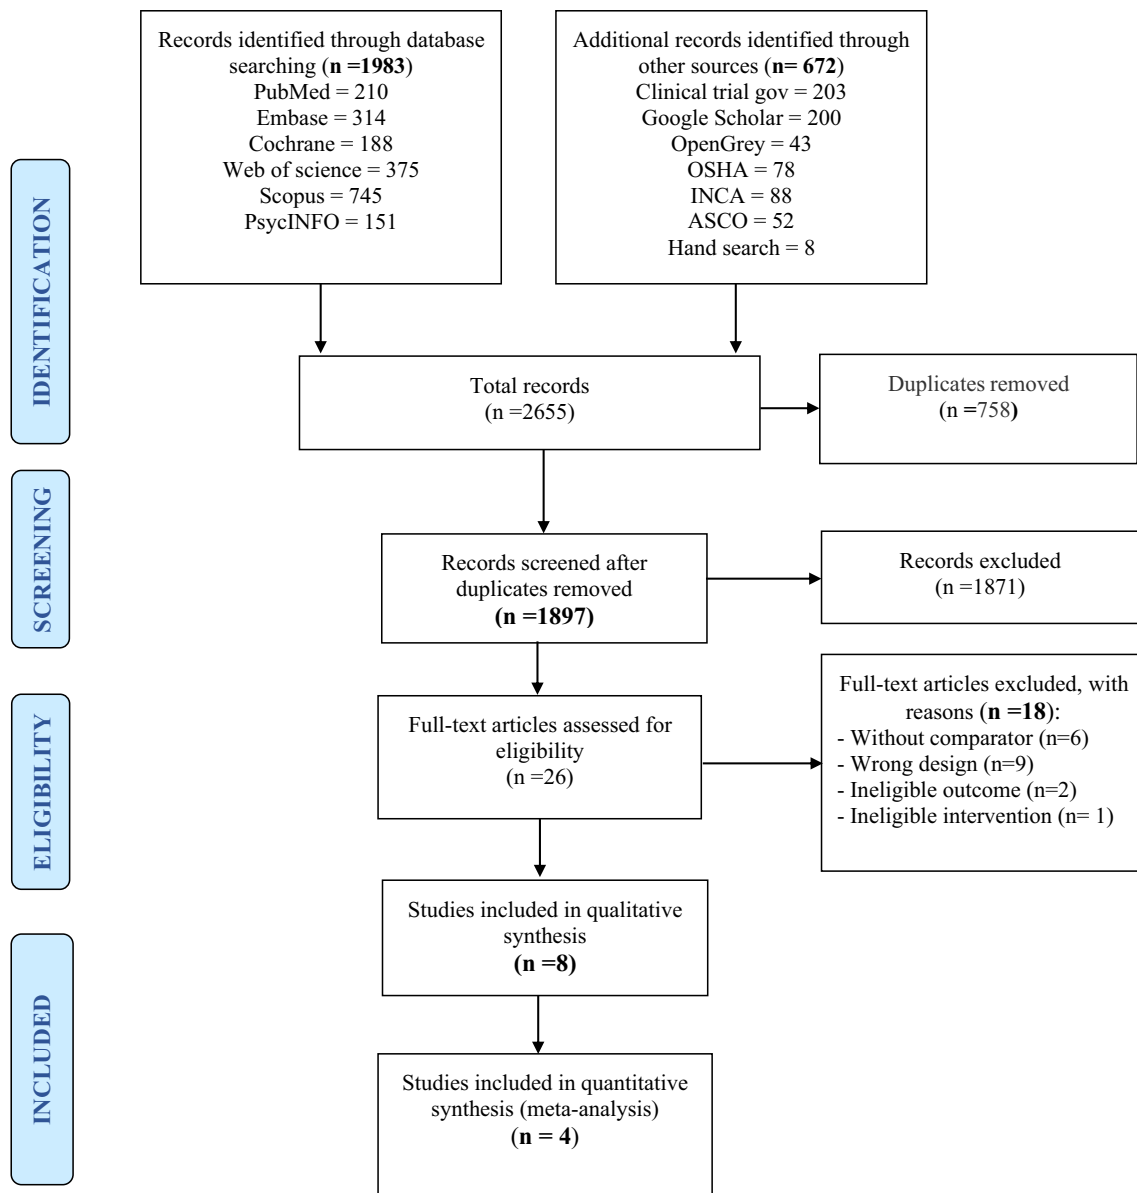 Records identified through database
searching (n =1983)
PubMed = 210
Embase = 314
Cochrane = 188
Web of science = 375
Scopus = 745
PsycINFO = 151
Additional records identified through
other sources (n= 672)
Clinical trial gov = 203
Google Scholar = 200
OpenGrey = 43
OSHA = 78
INCA = 88
ASCO = 52
Hand search = 8
IDENTIFICATION
Total records
(n =2655)
Duplicates removed
(n =758)
SCREENING
Records screened after
duplicates removed
(n =1897)
Records excluded
(n =1871)
ELIGIBILITY
Full-text articles assessed for
eligibility
(n =26)
Full-text articles excluded, with
reasons (n =18):
- Without comparator (n=6)
- Wrong design (n=9)
- Ineligible outcome (n=2)
- Ineligible intervention (n= 1)
Studies included in qualitative
synthesis
(n =8)
INCLUDED
Studies included in quantitative
synthesis (meta-analysis)
(n = 4)